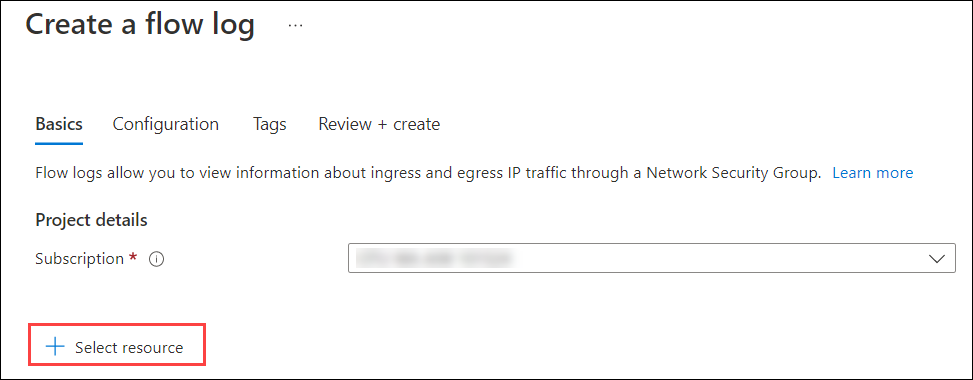 Create a flow log ...
Basics Configuration Tags Review + create
Flow logs allow you to view information about ingress and egress IP traffic through a Network Security Group. Learn more
Project details
Subscription *
+ Select resource